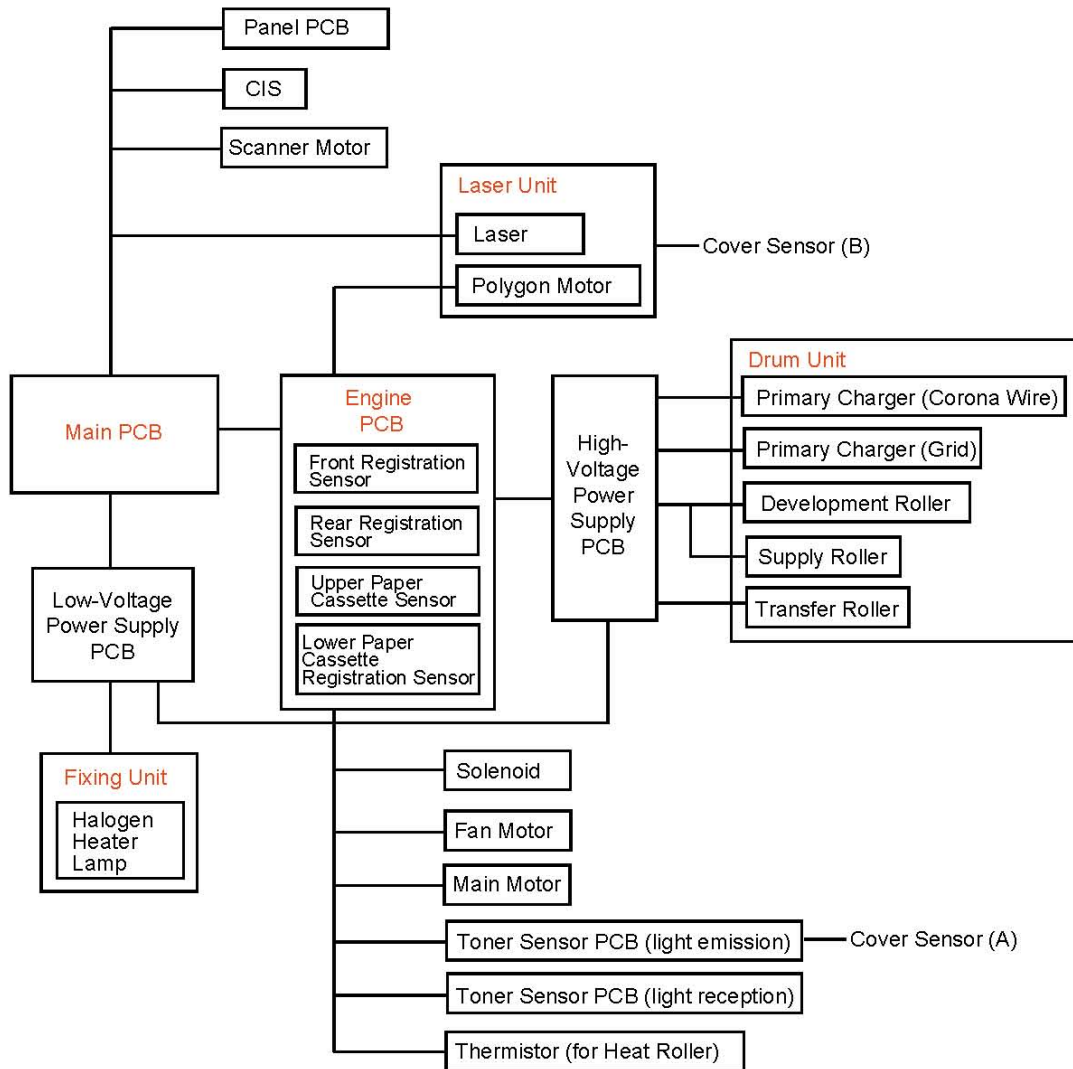 Panel PCB
CIS
Scanner Motor
Laser Unit
Laser
Polygon Motor
Cover Sensor (B)
Main PCB
Engine
PCB
Front Registration
Sensor
Rear Registration
Sensor
Upper Paper
Cassette Sensor
Lower Paper
Cassette
Registration Sensor
High-
Voltage
Power
Supply
PCB
Drum Unit
Primary Charger (Corona Wire)
Primary Charger (Grid)
Development Roller
Supply Roller
Transfer Roller
Low-Voltage
Power Supply
PCB
Fixing Unit
Halogen
Heater
Lamp
Solenoid
Fan Motor
Main Motor
Toner Sensor PCB (light emission)
Cover Sensor (A)
Toner Sensor PCB (light reception)
Thermistor (for Heat Roller)